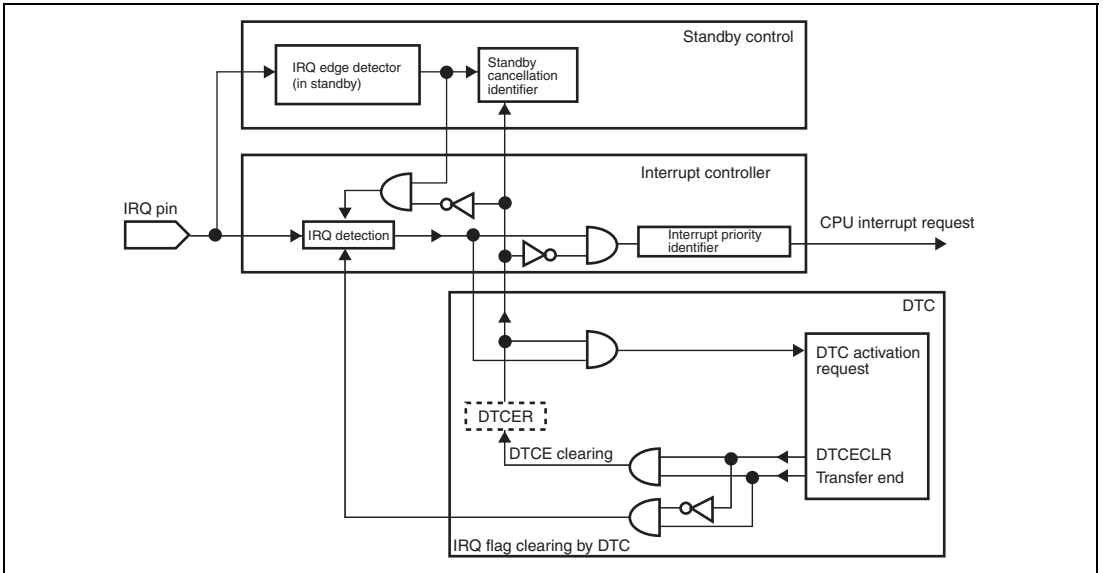 Standby control
IRQ edge detector
(in standby)
Standby
cancellation
identifier
Interrupt controller
IRQ pin
IRQ detection
Interrupt priority
identifier
CPU interrupt request
DTC
DTC activation
request
DTCER
DTCE clearing
DTCECLR
Transfer end
IRQ flag clearing by DTC